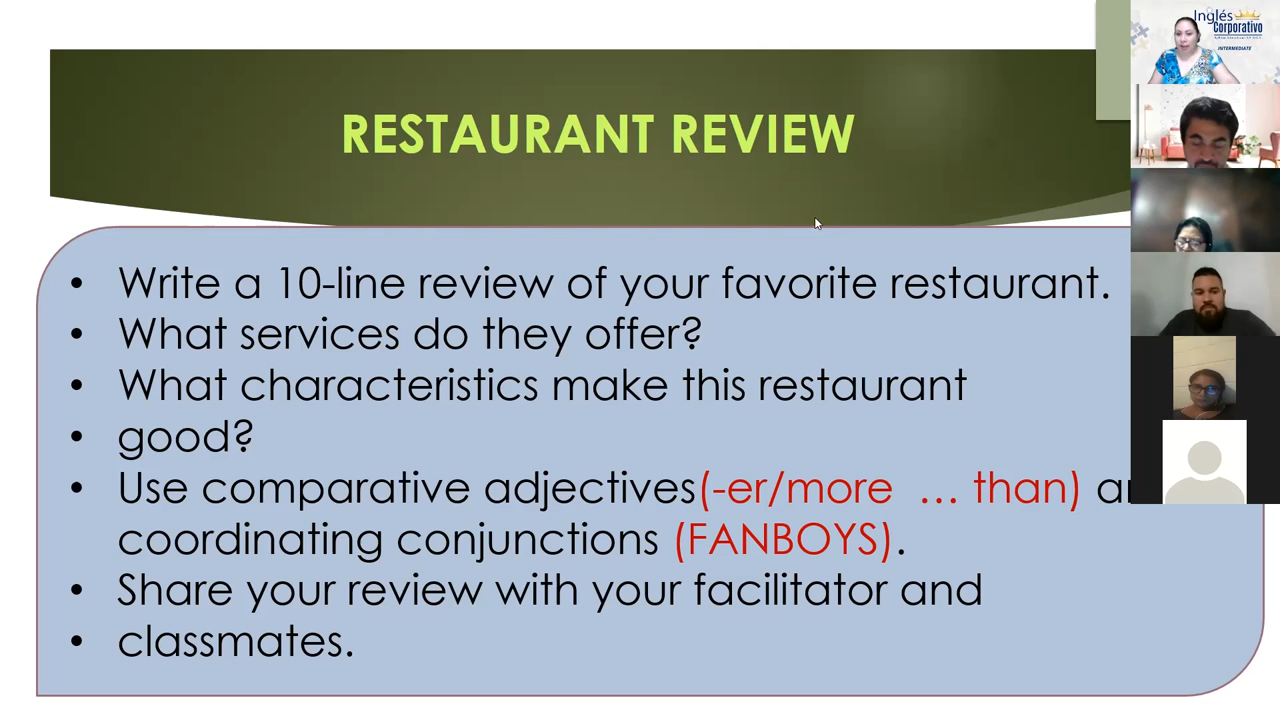 RESTAURANT REVIEW
• Write a 10-line review of your favorite restaurant.
• What services do they offer?
• What characteristics make this restaurant
• good?
• Use comparative adjectives(-er/more … than)
coordinating conjunctions (FANBOYS).
• Share your review with your facilitator and
• classmates.
Inglés
Corporativo
INTERMEDIATE